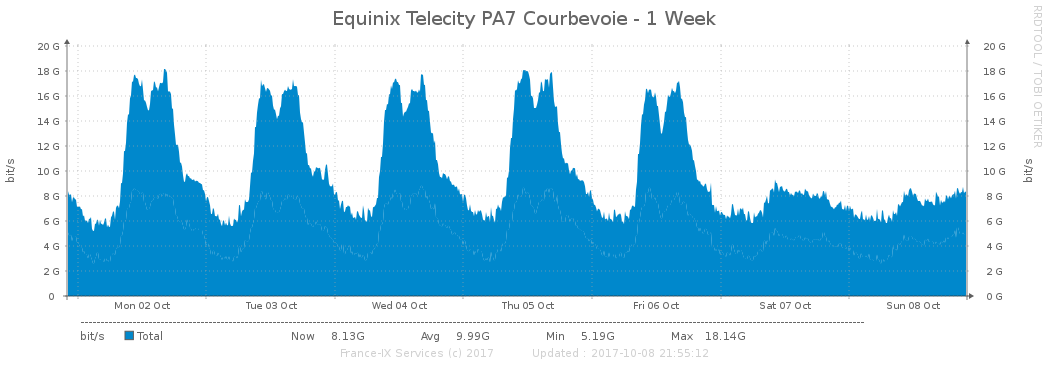 Equinix Telecity PA7 Courbevoie - 1 Week
RRDTOOL / TOBI OETIKER
bit/s
20 G
18 G
16 G
14 G
12 G
10 G
8 G
6 G
4 G
2 G
0
20 G
18 G
16 G
14 G
12 G
10 G
8 G
6 G
4 G
2 G
0 G
bit/s
Mon 02 Oct Tue 03 Oct Wed 04 Oct Thu 05 Oct Fri 06 Oct Sat 07 Oct Sun 08 Oct
bit/s Total Now 8.13G Avg 9.99G Min 5.19G Max 18.14G
France-IX Services (c) 2017 Updated : 2017-10-08 21:55:12